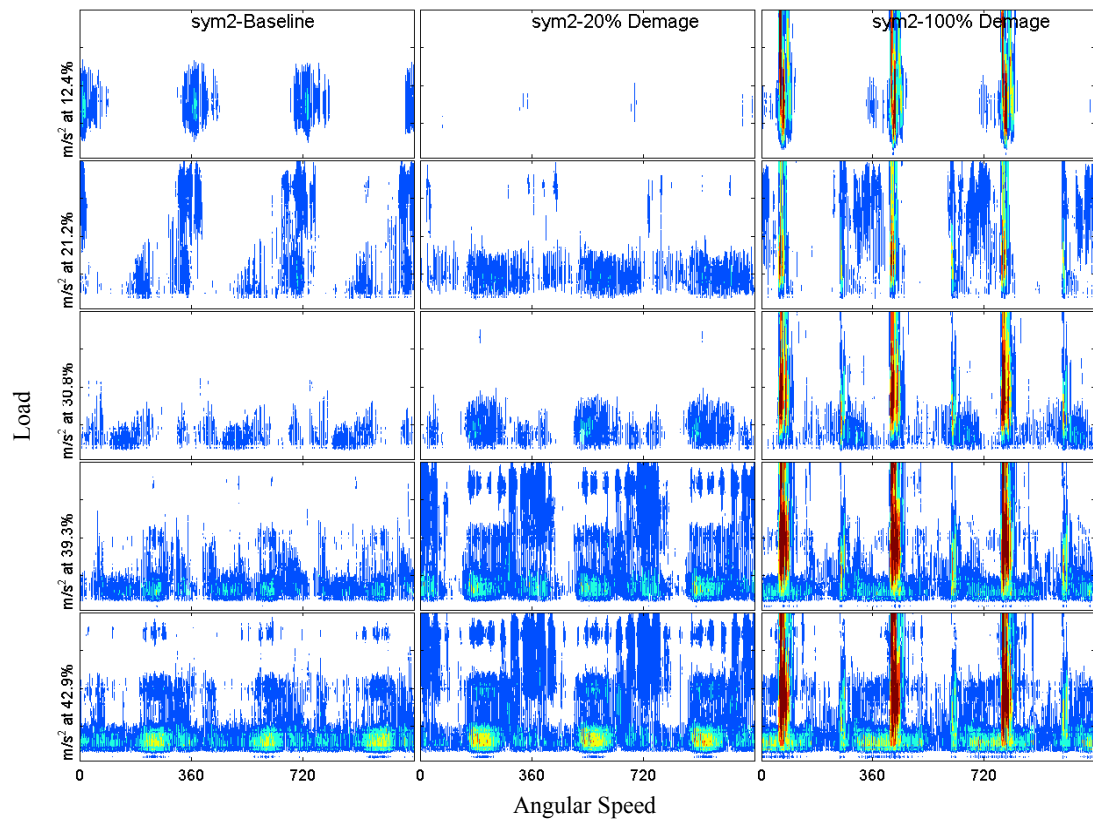 sym2-Baseline
sym2-20% Demage
sym2-100% Demage
m/s² at 12.4%
m/s² at 21.2%
m/s² at 30.8%
m/s² at 39.3%
m/s² at 42.9%
Load
0 360 720 0 360 720 0 360 720
Angular Speed